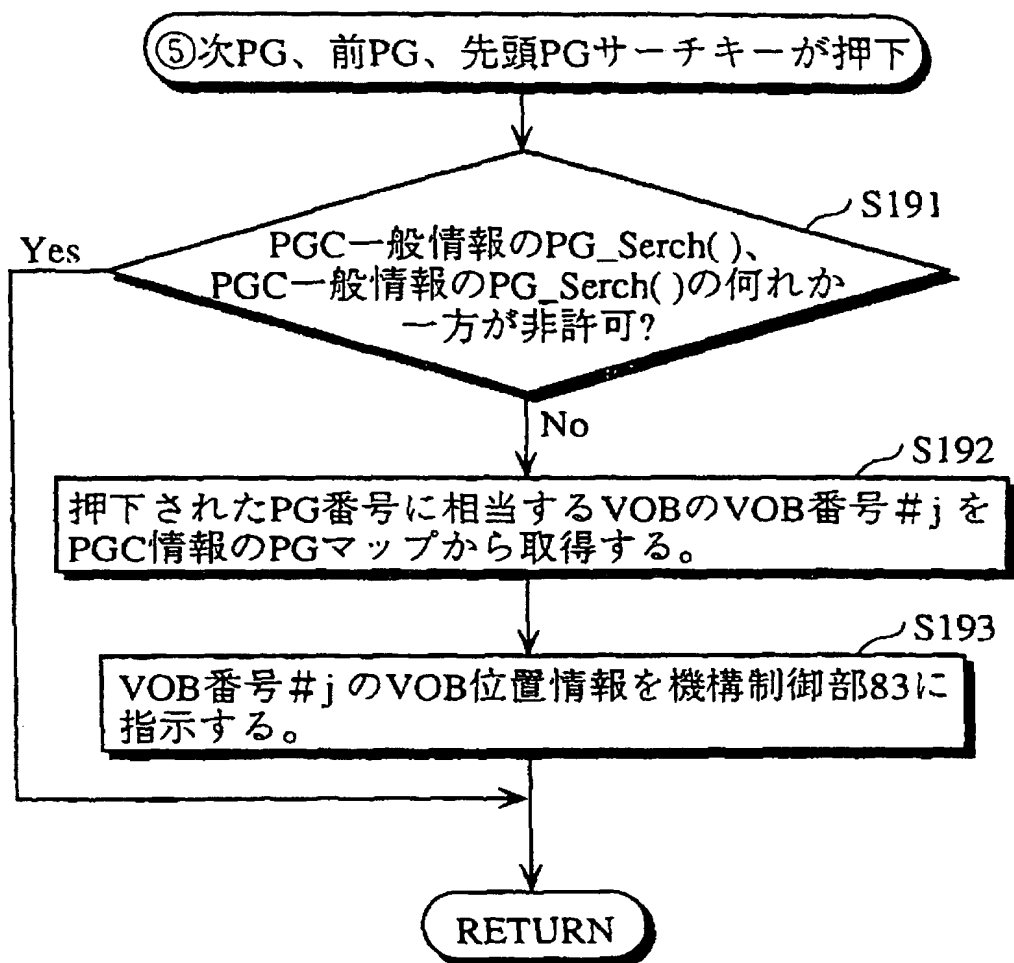 ⑤次PG、前PG、先頭PGサーチキーが押下
S191
Yes
PGC一般情報のPG_Serch( )、
PGC一般情報のPG_Serch( )の何れか
一方が非許可?
No
S192
押下されたPG番号に相当するVOBのVOB番号#jを
PGC情報のPGマップから取得する。
S193
VOB番号#jのVOB位置情報を機構制御部83に
指示する。
RETURN